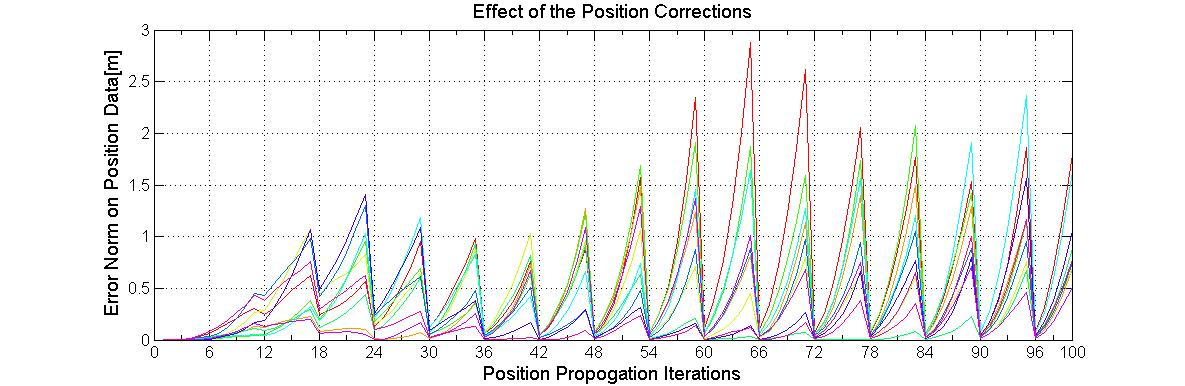 Effect of the Position Corrections
Error Norm on Position Data[m]
3
2.5
2
1.5
1
0.5
0
0 6 12 18 24 30 36 42 48 54 60 66 72 78 84 90 96 100
Position Propogation Iterations